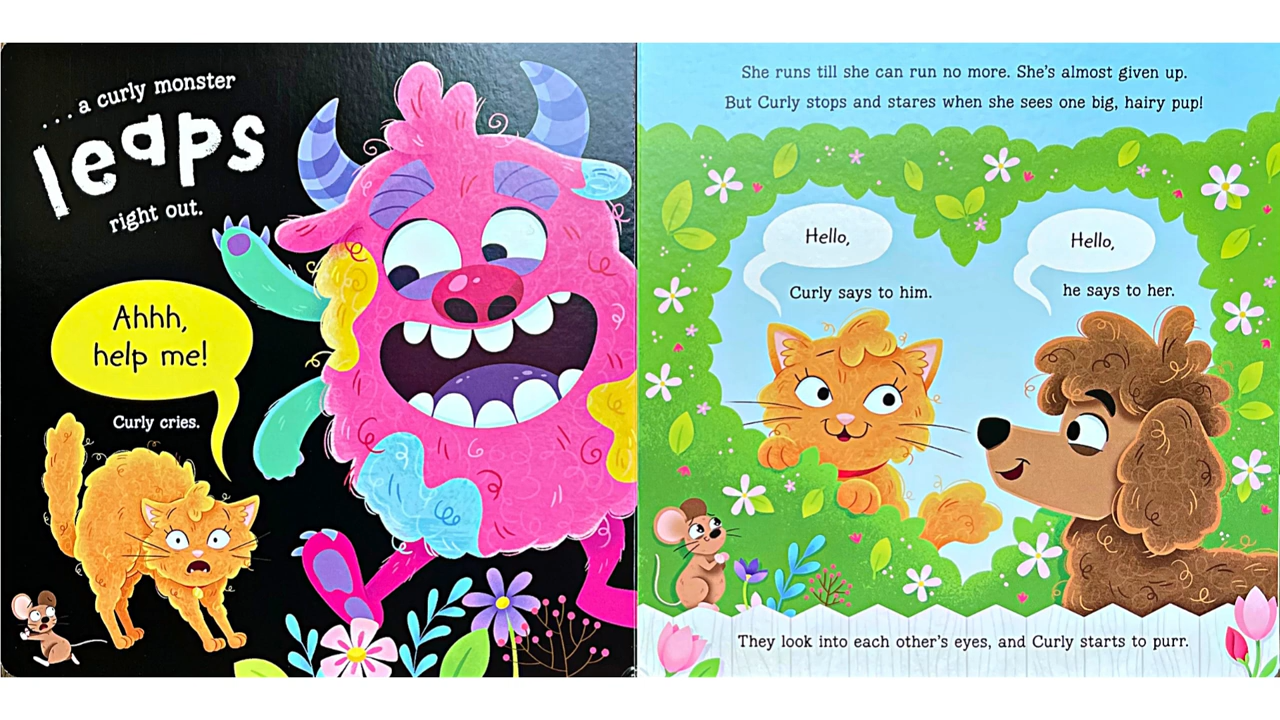 ...a curly monster
leaps
right out.
Ahhh,
help me!
Curly cries.
She runs till she can run no more. She's almost given up.
But Curly stops and stares when she sees one big, hairy pup!
Hello,
Curly says to him.
Hello,
he says to her.
They look into each other's eyes, and Curly starts to purr.